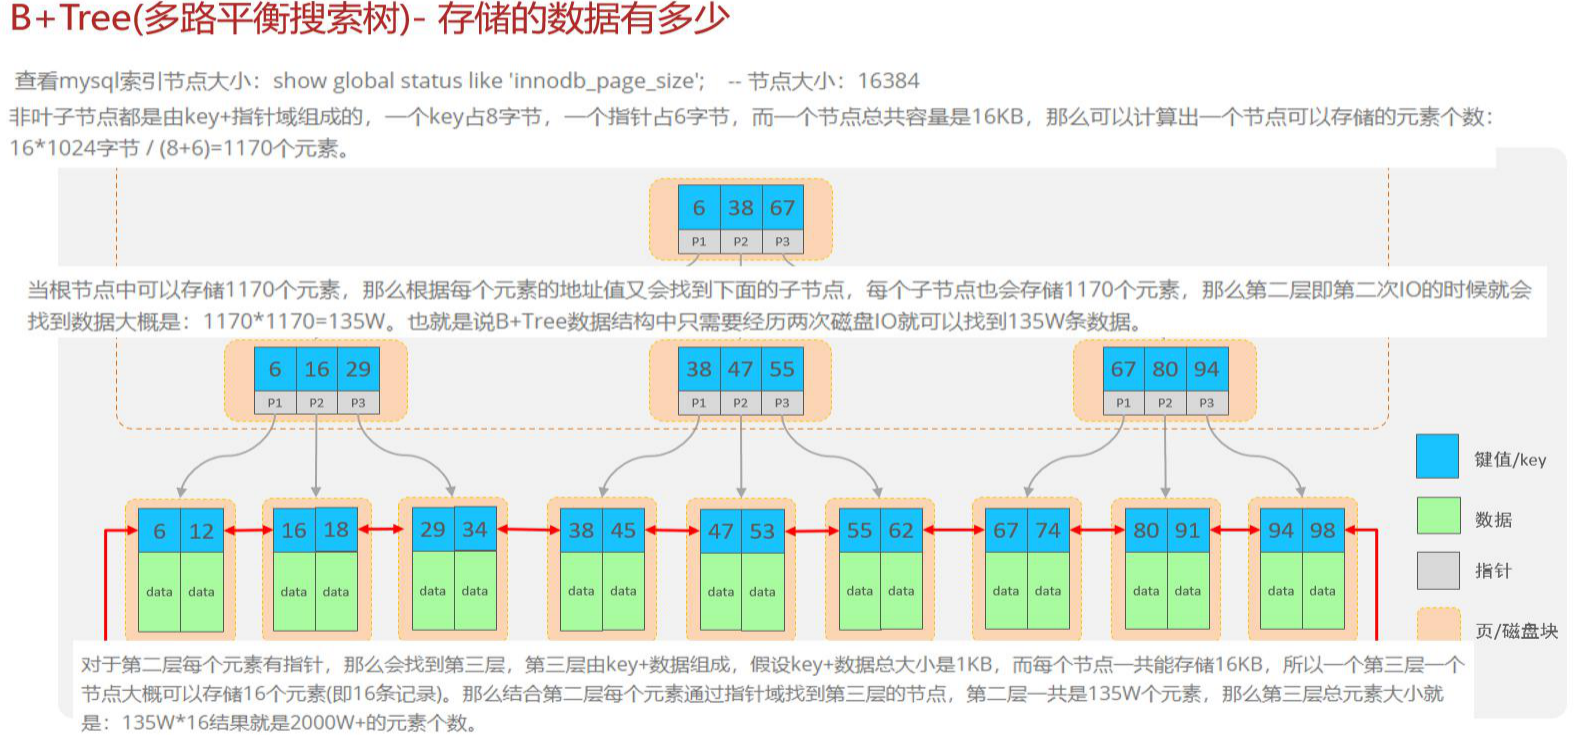 B+Tree(多路平衡搜索树)- 存储的数据有多少
查看mysql索引节点大小：show global status like 'innodb_page_size';    -- 节点大小：16384
非叶子节点都是由key+指针域组成的，一个key占8字节，一个指针占6字节，而一个节点总共容量是16KB，那么可以计算出一个节点可以存储的元素个数：
16*1024字节 / (8+6)=1170个元素。
6 38 67
P1 P2 P3
当根节点中可以存储1170个元素，那么根据每个元素的地址值又会找到下面的子节点，每个子节点也会存储1170个元素，那么第二层即第二次IO的时候就会
找到数据大概是：1170*1170=135W。也就是说B+Tree数据结构中只需要经历两次磁盘IO就可以找到135W条数据。
6 16 29 38 47 55 67 80 94
P1 P2 P3 P1 P2 P3 P1 P2 P3
键值/key
6 12 16 18 29 34 38 45 47 53 55 62 67 74 80 91 94 98
数据
data data data data data data data data data data data data data data data data data data
指针
页/磁盘块
对于第二层每个元素有指针，那么会找到第三层，第三层由key+数据组成，假设key+数据总大小是1KB，而每个节点一共能存储16KB，所以一个第三层一个
节点大概可以存储16个元素(即16条记录)。那么结合第二层每个元素通过指针域找到第三层的节点，第二层一共是135W个元素，那么第三层总元素大小就
是：135W*16结果就是2000W+的元素个数。